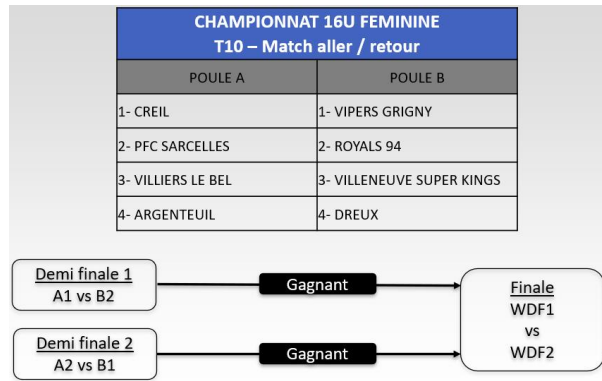 CHAMPIONNAT 16U FEMININE
T10 – Match aller / retour
POULE A POULE B
1- CREIL 1- VIPERS GRIGNY
2- PFC SARCELLES 2- ROYALS 94
3- VILLIERS LE BEL 3- VILLENEUVE SUPER KINGS
4- ARGENTEUIL 4- DREUX
Demi finale 1
A1 vs B2
Gagnant
Demi finale 2
A2 vs B1
Gagnant
Finale
WDF1
vs
WDF2